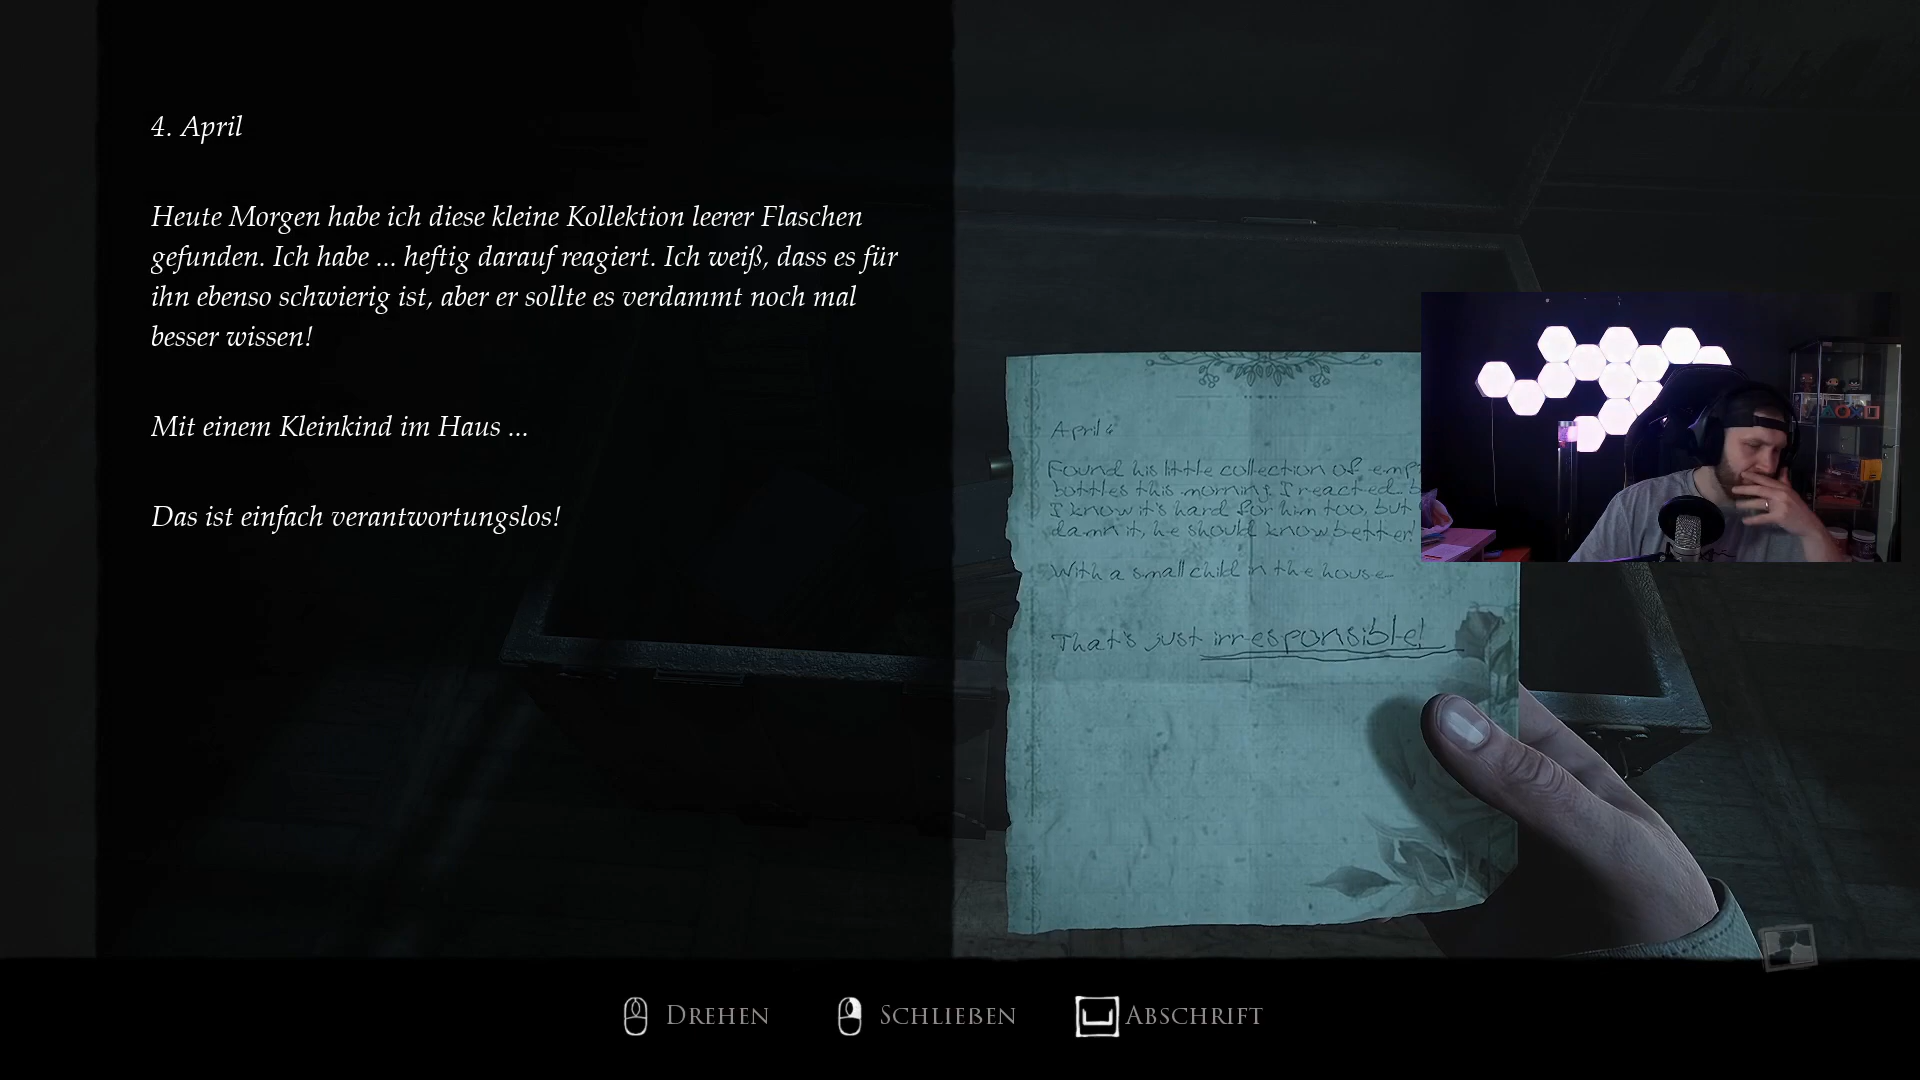 4. April
Heute Morgen habe ich diese kleine Kollektion leerer Flaschen
gefunden. Ich habe ... heftig darauf reagiert. Ich weiß, dass es für
ihn ebenso schwierig ist, aber er sollte es verdammt noch mal
besser wissen!
Mit einem Kleinkind im Haus ...
Das ist einfach verantwortungslos!
April 4
Found his little collection of
bottles this morning. I reacted..
I know it's hard for him too, but
damn it, he should know better!
With a small child in the house...
That's just irresponsible!
DREHEN
SCHLIEßEN
ABSCHRIFT